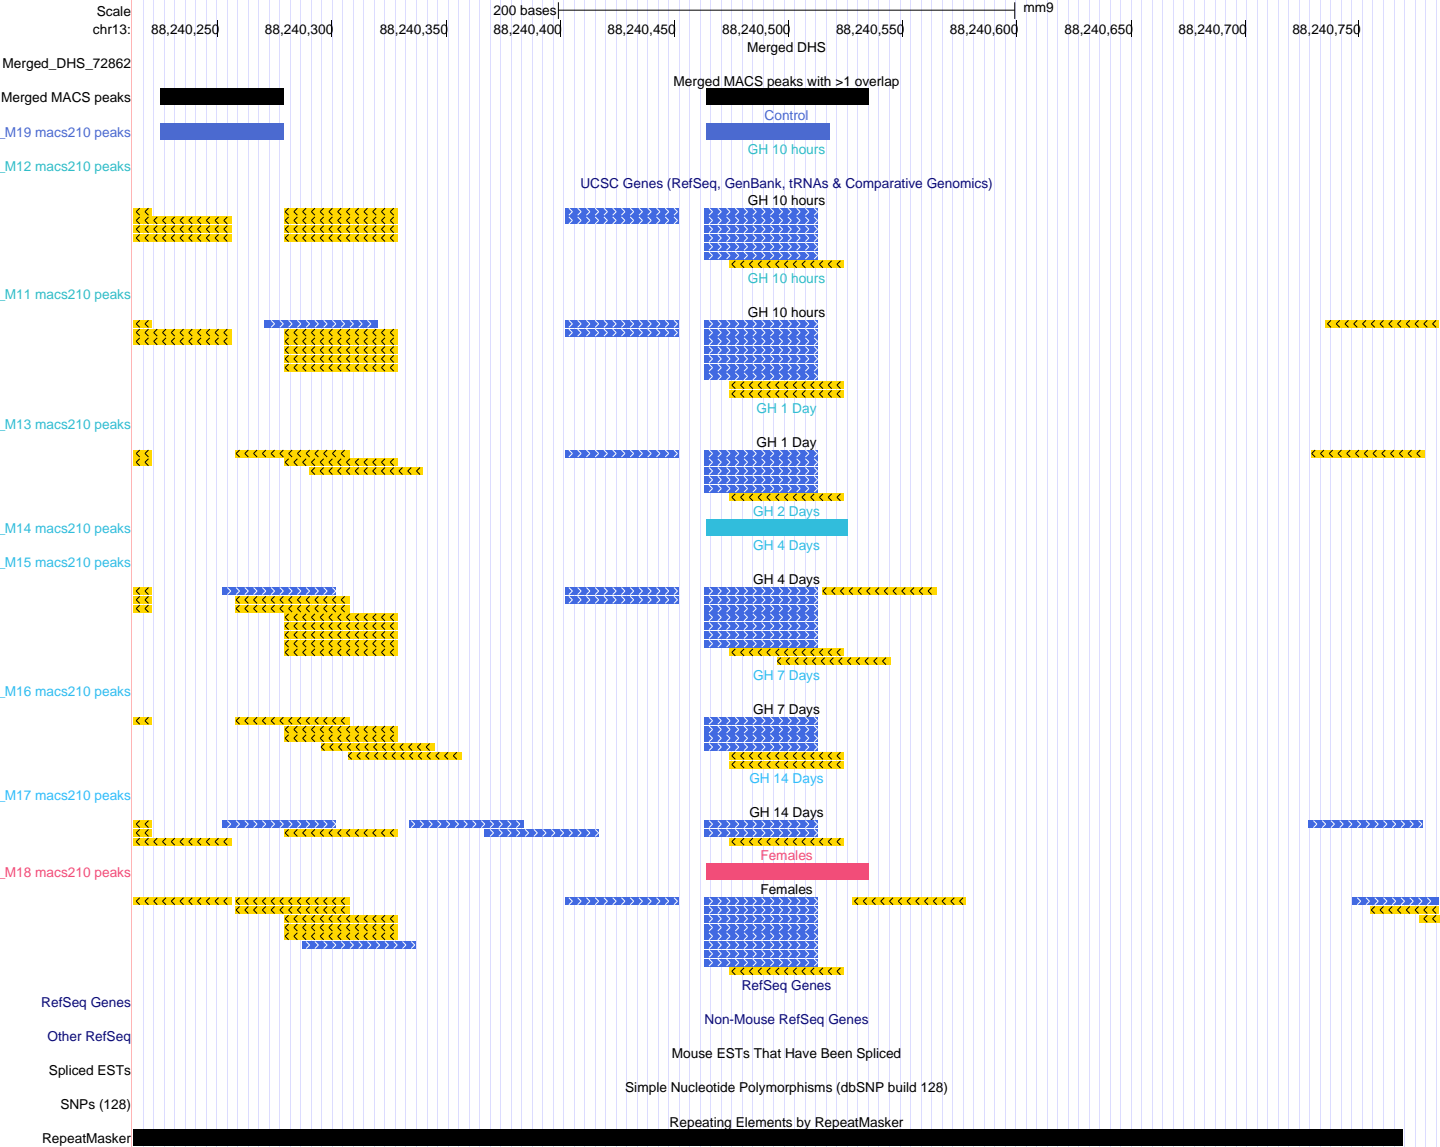 Scale 200 bases mm9
chr13: 88,240,250 88,240,300 88,240,350 88,240,400 88,240,450 88,240,500 88,240,550 88,240,600 88,240,650 88,240,700 88,240,750
Merged DHS
Merged_DHS_72862
Merged MACS peaks with >1 overlap
Merged MACS peaks
Control
_M19 macs210 peaks
GH 10 hours
_M12 macs210 peaks
UCSC Genes (RefSeq, GenBank, tRNAs & Comparative Genomics)
GH 10 hours
GH 10 hours
_M11 macs210 peaks
GH 10 hours
GH 1 Day
_M13 macs210 peaks
GH 1 Day
GH 2 Days
_M14 macs210 peaks
GH 4 Days
_M15 macs210 peaks
GH 4 Days
GH 7 Days
_M16 macs210 peaks
GH 7 Days
GH 14 Days
_M17 macs210 peaks
GH 14 Days
Females
_M18 macs210 peaks
Females
RefSeq Genes
RefSeq Genes
Non-Mouse RefSeq Genes
Other RefSeq
Mouse ESTs That Have Been Spliced
Spliced ESTs
Simple Nucleotide Polymorphisms (dbSNP build 128)
SNPs (128)
Repeating Elements by RepeatMasker
RepeatMasker